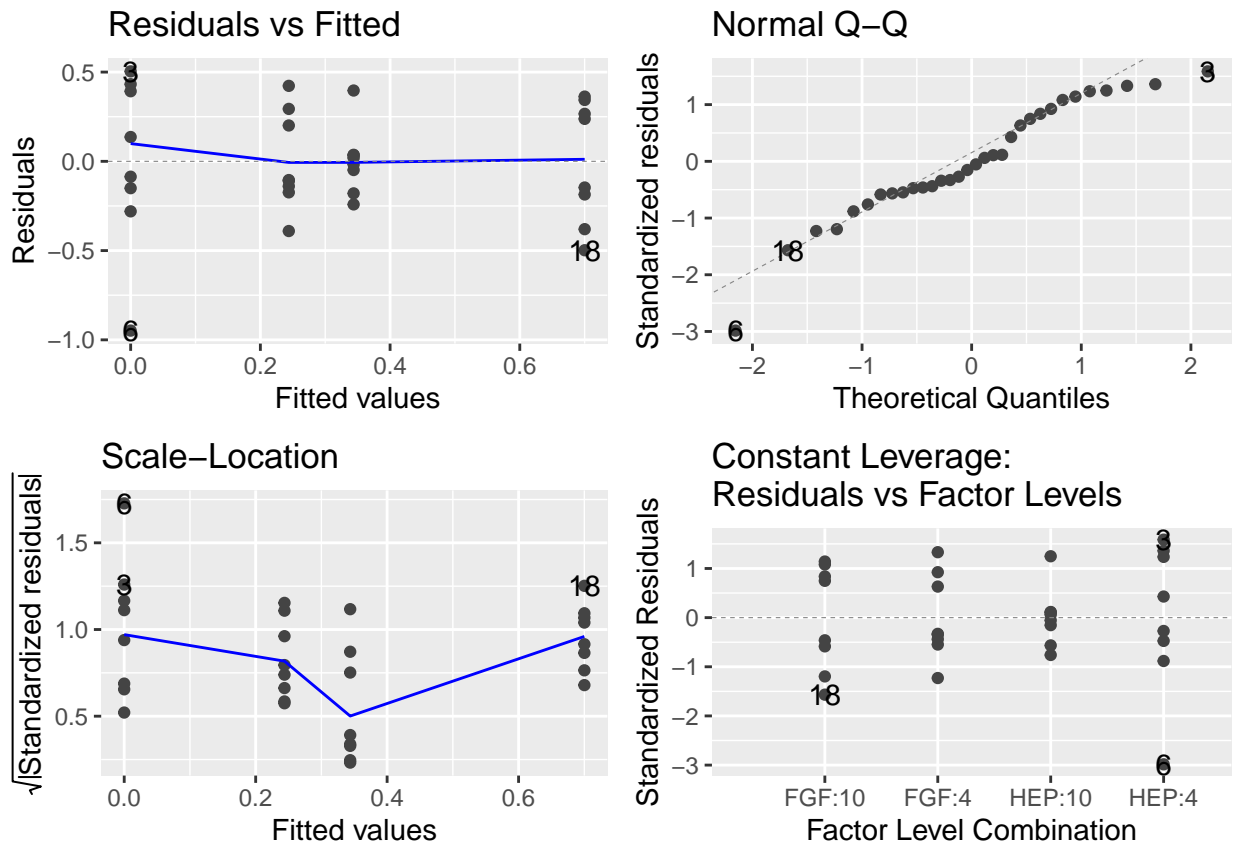 Residuals vs Fitted
3
0.5
0.0
−0.5
−1.0
18
6
0.0 0.2 0.4 0.6
Fitted values
Residuals
Normal Q−Q
3
1
0
−1
−2
−3
18
6
−2 −1 0 1 2
Theoretical Quantiles
Standardized residuals
Scale−Location
6
1.5
1.0
0.5
3
18
0.0 0.2 0.4 0.6
Fitted values
√|Standardized residuals|
Constant Leverage:
Residuals vs Factor Levels
3
1
0
−1
−2
−3
18
6
FGF:10 FGF:4 HEP:10 HEP:4
Factor Level Combination
Standardized Residuals